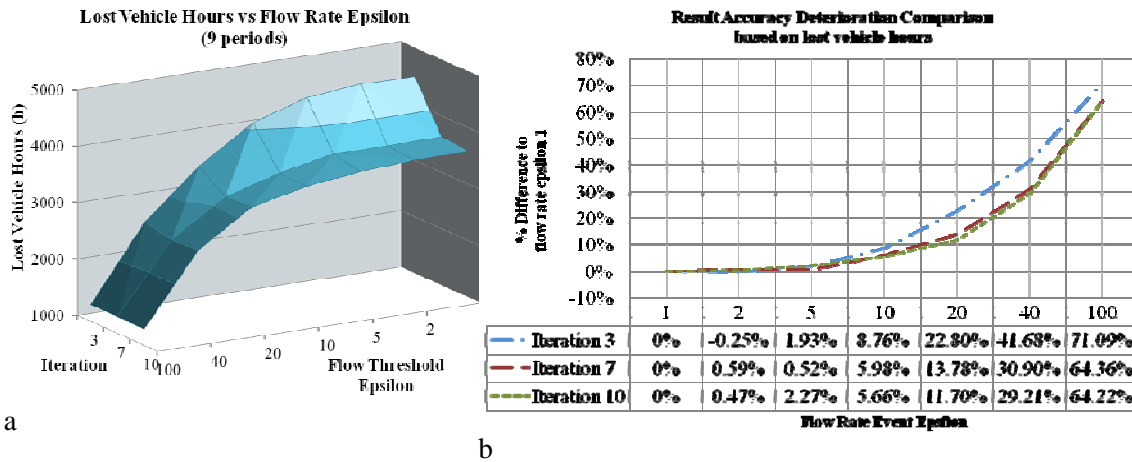 Lost Vehicle Hours vs Flow Rate Epsilon
(9 periods)
Lost Vehicle Hours (h)
5000
4000
3000
2000
1000
3
7
10
Iteration
100
40
20
10
5
2
Flow Threshold
Epsilon
a
Result Accuracy Deterioration Comparison
based on lost vehicle hours
% Difference to
flow rate epsilon 1
80%
70%
60%
50%
40%
30%
20%
10%
0%
-10%
1 2 5 10 20 40 100
Iteration 3 0% -0.25% 1.93% 8.76% 22.80% 41.68% 71.09%
Iteration 7 0% 0.59% 0.52% 5.98% 13.78% 30.90% 64.36%
Iteration 10 0% 0.47% 2.27% 5.66% 11.70% 29.21% 64.22%
Flow Rate Event Epsilon
b